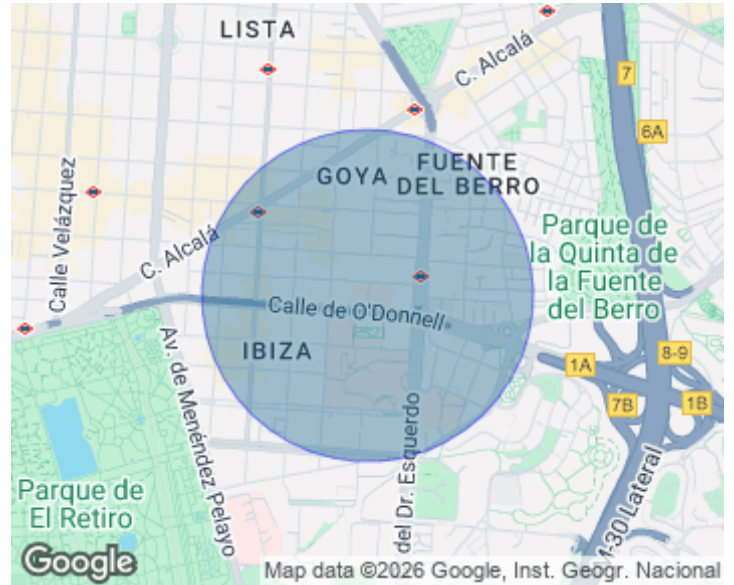 LISTA
C. Alcalá
7
6A
Calle Velázquez
GOYA
FUENTE
DEL BERRO
C. Alcalá
Parque de
la Quinta de
la Fuente
del Berro
Calle de O'Donnell
IBIZA
Av. de Menéndez Pelayo
1A
8-9
7B
1B
del Dr. Esquerdo
M-30 Lateral
Parque de
El Retiro
Google
Map data ©2026 Google, Inst. Geogr. Nacional